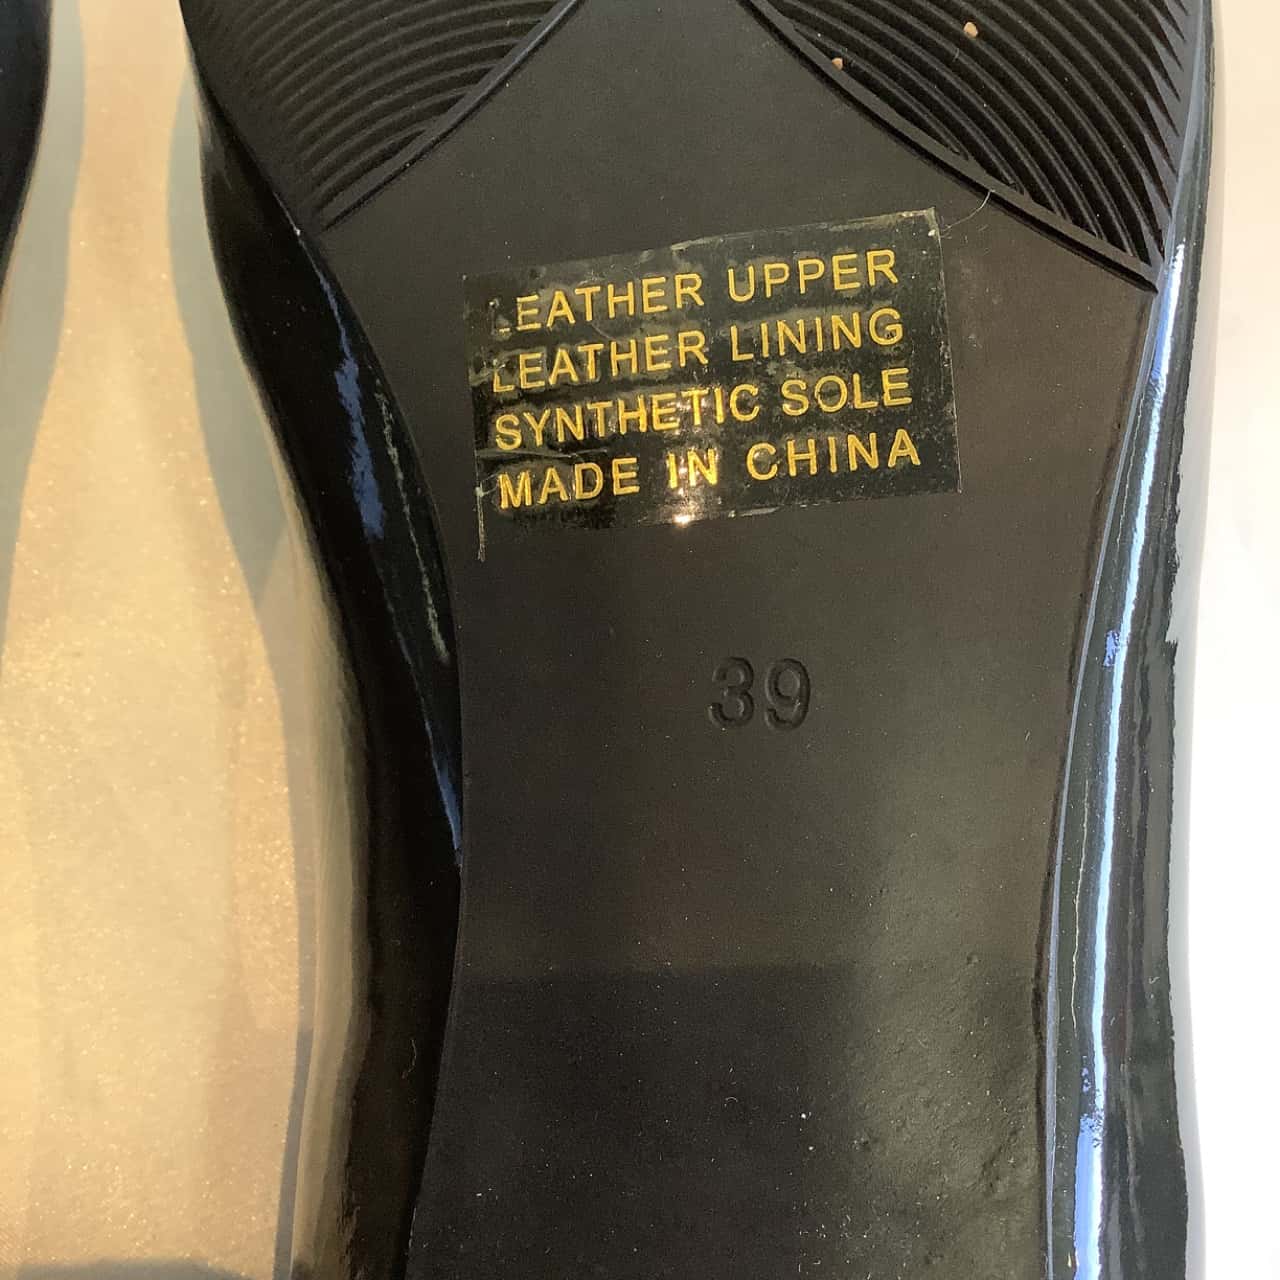 LEATHER UPPER
LEATHER LINING
SYNTHETIC SOLE
MADE IN CHINA
39